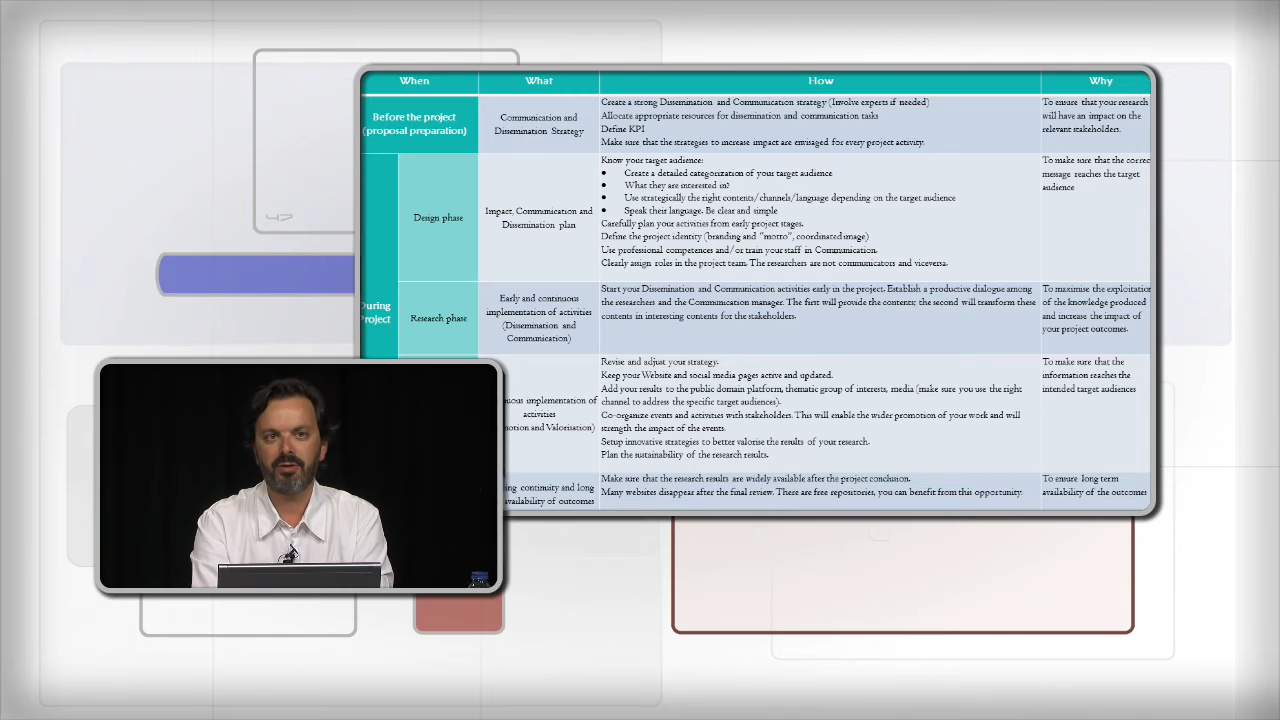 When
What
How
Why
Before the project
(proposal preparation)
Communication and
Dissemination Strategy
Create a strong Dissemination and Communication strategy (Involve experts if needed)
Allocate appropriate resources for dissemination and communication tasks
Define KPI
Make sure that the strategies to increase impact are envisaged for every project activity.
To ensure that your research
will have an impact on the
relevant stakeholders.
During
Project
Design phase
Impact, Communication and
Dissemination plan
Know your target audience:
• Create a detailed categorization of your target audience
• What they are interested in?
• Use strategically the right contents/channels/language depending on the target audience
• Speak their language. Be clear and simple
Carefully plan your activities from early project stages.
Define the project identity (branding and "motto", coordinated image)
Use professional competences and/or train your staff in Communication.
Clearly assign roles in the project team. The researchers are not communicators and viceversa.
To make sure that the correc
message reaches the target
audience
Research phase
Early and continuous
implementation of activities
(Dissemination and
Communication)
Start your Dissemination and Communication activities early in the project. Establish a productive dialogue among
the researchers and the Communication manager. The first will provide the contents; the second will transform these
contents in interesting contents for the stakeholders.
To maximise the exploitation
of the knowledge produced
and increase the impact of
your project outcomes.
uous implementation of
activities
notion and Valorisation)
Revise and adjust your strategy.
Keep your Website and social media pages active and updated.
Add your results to the public domain platform, thematic group of interests, media (make sure you use the right
channel to address the specific target audiences).
Co-organize events and activities with stakeholders. This will enable the wider promotion of your work and will
strength the impact of the events.
Setup innovative strategies to better valorise the results of your research.
Plan the sustainability of the research results.
To make sure that the
information reaches the
intended target audiences
ing continuity and long
availability of outcomes
Make sure that the research results are widely available after the project conclusion.
Many websites disappear after the final review. There are free repositories, you can benefit from this opportunity.
To ensure long term
availability of the outcomes
47